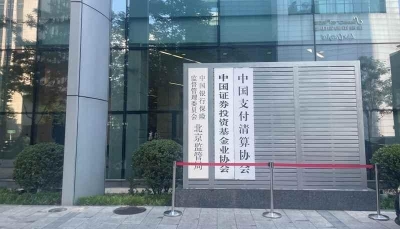 中国银行保险
监督管理委员会 北京监管局
中国证券投资基金业协会
中国支付清算协会